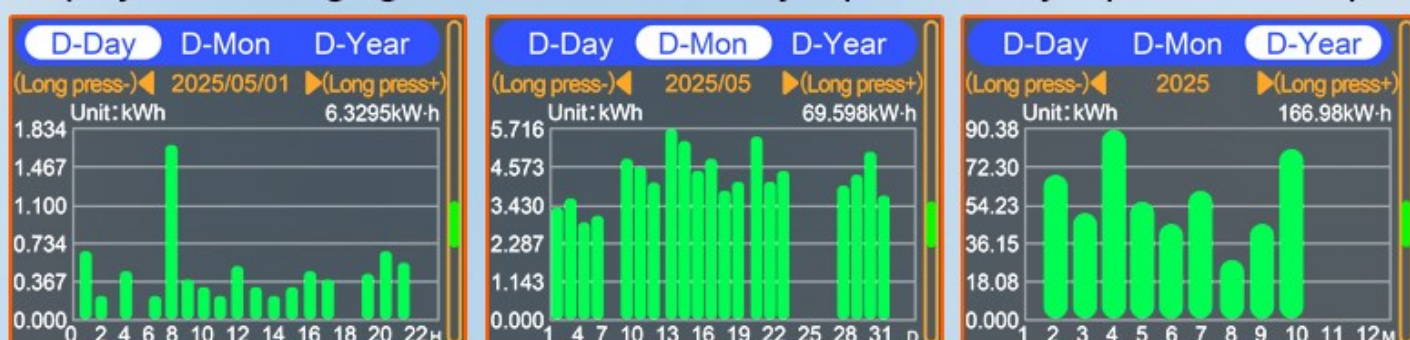 D-Day D-Mon D-Year
(Long press-) 2025/05/01 (Long press+)
Unit:kWh 6.3295kW·h
1.834
1.467
1.100
0.734
0.367
0.000
0 2 4 6 8 10 12 14 16 18 20 22H
D-Day D-Mon D-Year
(Long press-) 2025/05 (Long press+)
Unit:kWh 69.598kW·h
5.716
4.573
3.430
2.287
1.143
0.000
1 4 7 10 13 16 19 22 25 28 31 D
D-Day D-Mon D-Year
(Long press-) 2025 (Long press+)
Unit:kWh 166.98kW·h
90.38
72.30
54.23
36.15
18.08
0.000
1 2 3 4 5 6 7 8 9 10 11 12M